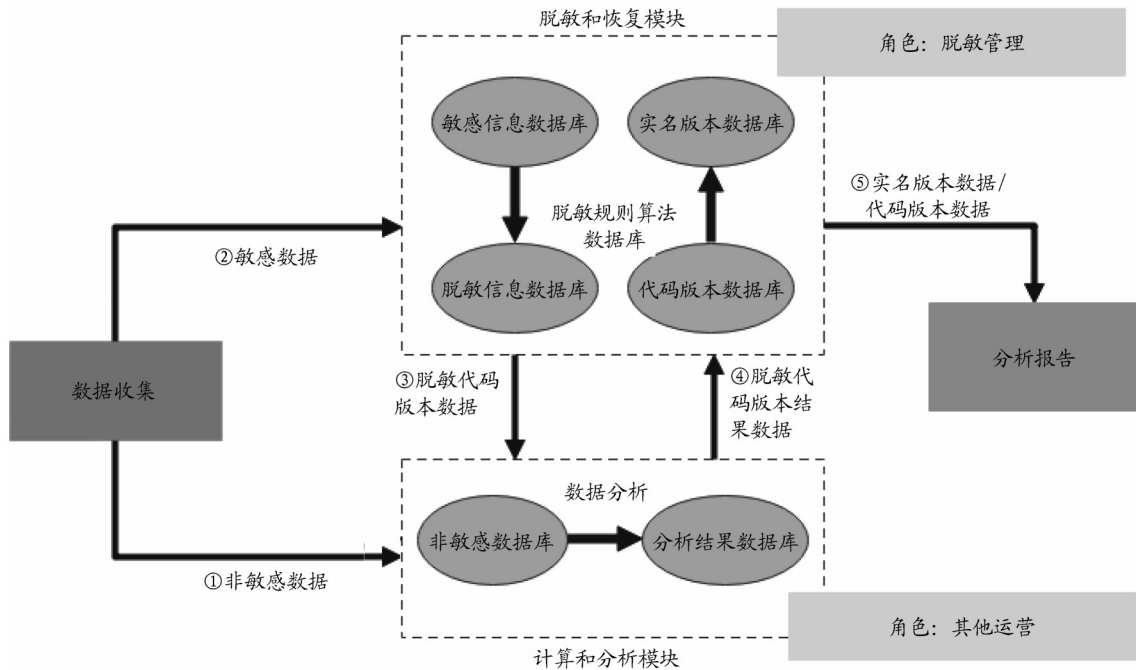 脱敏和恢复模块
角色：脱敏管理
敏感信息数据库
实名版本数据库
⑤实名版本数据/
代码版本数据
脱敏规则算法
数据库
②敏感数据
脱敏信息数据库
代码版本数据库
数据收集
分析报告
③脱敏代码
版本数据
④脱敏代
码版本结
果数据
数据分析
非敏感数据库
分析结果数据库
①非敏感数据
角色：其他运营
计算和分析模块